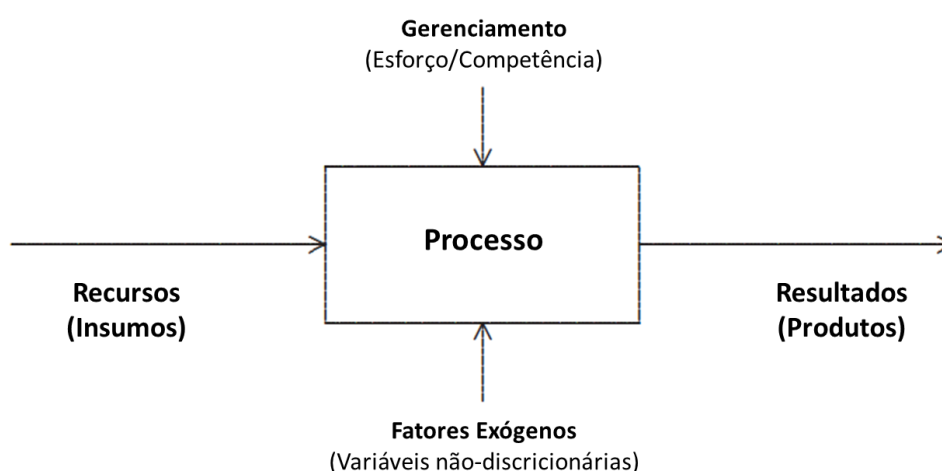 Gerenciamento
(Esforço/Competência)
Processo
Recursos
(Insumos)
Resultados
(Produtos)
Fatores Exógenos
(Variáveis não-discricionárias)